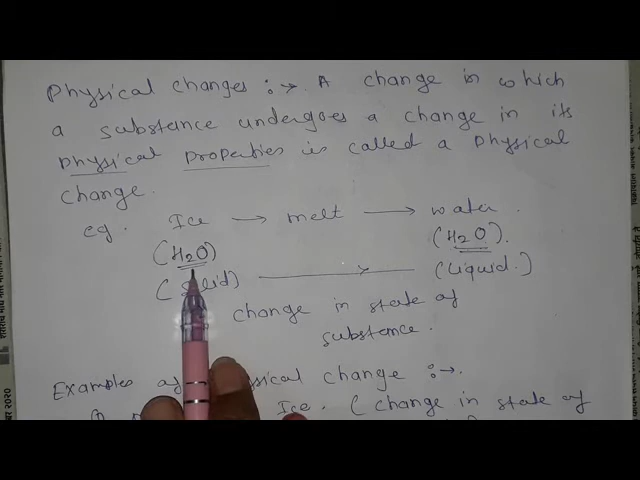 Physical changes :→ A change in which
a substance undergoes a change in its
physical properties is called a physical
change.
eg. Ice → melt → water.
(H2O) (H2O).
(Solid) → (Liquid.)
change in state of
substence.
Examples of physical change :→.
Ice. (change in state of